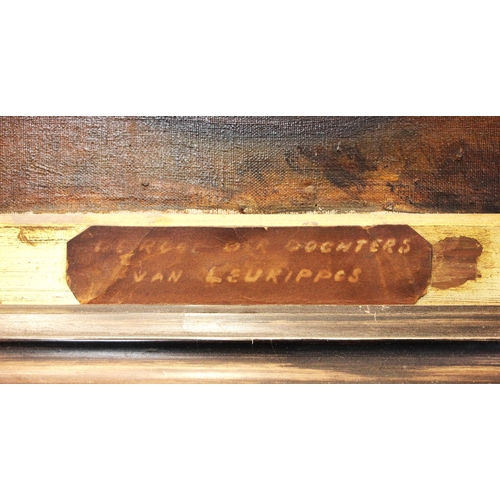 DER DOCHTERS
VAN LEURIPPOS